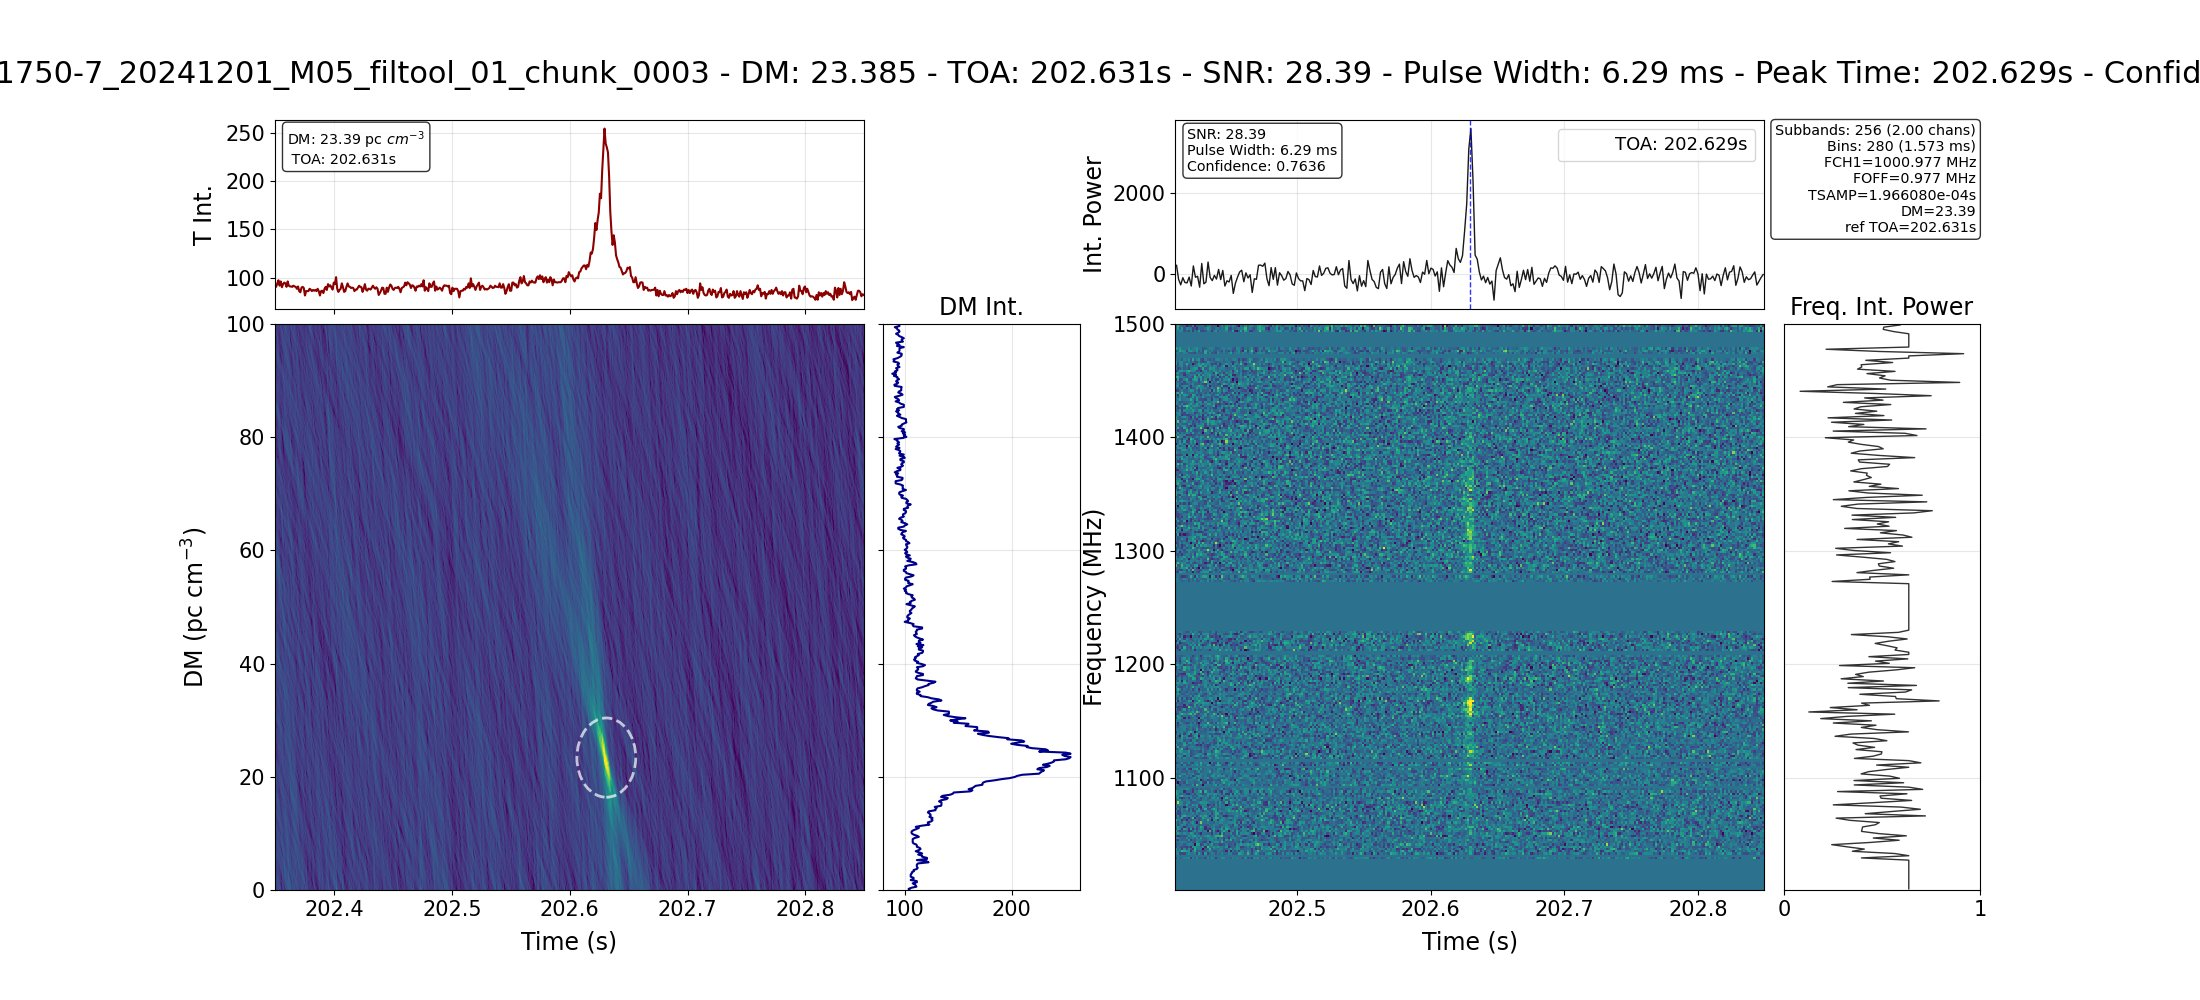 1750-7_20241201_M05_filtool_01_chunk_0003 - DM: 23.385 - TOA: 202.631s - SNR: 28.39 - Pulse Width: 6.29 ms - Peak Time: 202.629s - Confid
DM: 23.39 pc cm⁻³
TOA: 202.631s
T Int.
250
200
150
100
SNR: 28.39
Pulse Width: 6.29 ms
Confidence: 0.7636
TOA: 202.629s
Int. Power
2000
0
Subbands: 256 (2.00 chans)
Bins: 280 (1.573 ms)
FCH1=1000.977 MHz
FOFF=0.977 MHz
TSAMP=1.966080e-04s
DM=23.39
ref TOA=202.631s
DM (pc cm⁻³)
100
80
60
40
20
0
202.4 202.5 202.6 202.7 202.8
Time (s)
DM Int.
100 200
Frequency (MHz)
1500
1400
1300
1200
1100
202.5 202.6 202.7 202.8
Time (s)
Freq. Int. Power
0 1